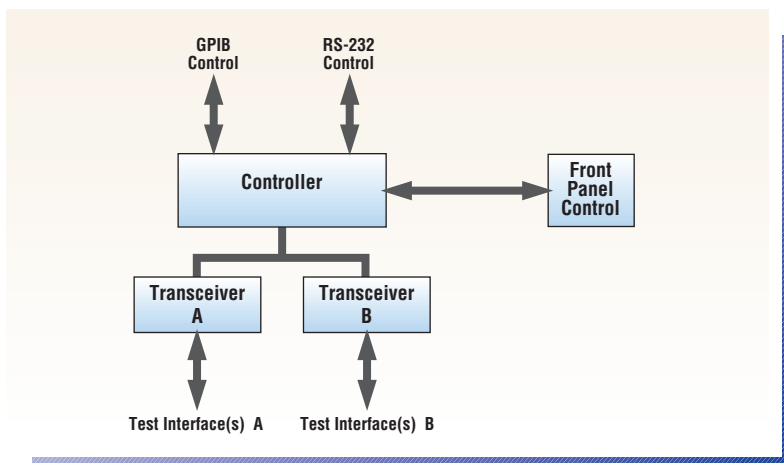 GPIB
Control
RS-232
Control
Controller
Front
Panel
Control
Transceiver
A
Transceiver
B
Test Interface(s) A
Test Interface(s) B